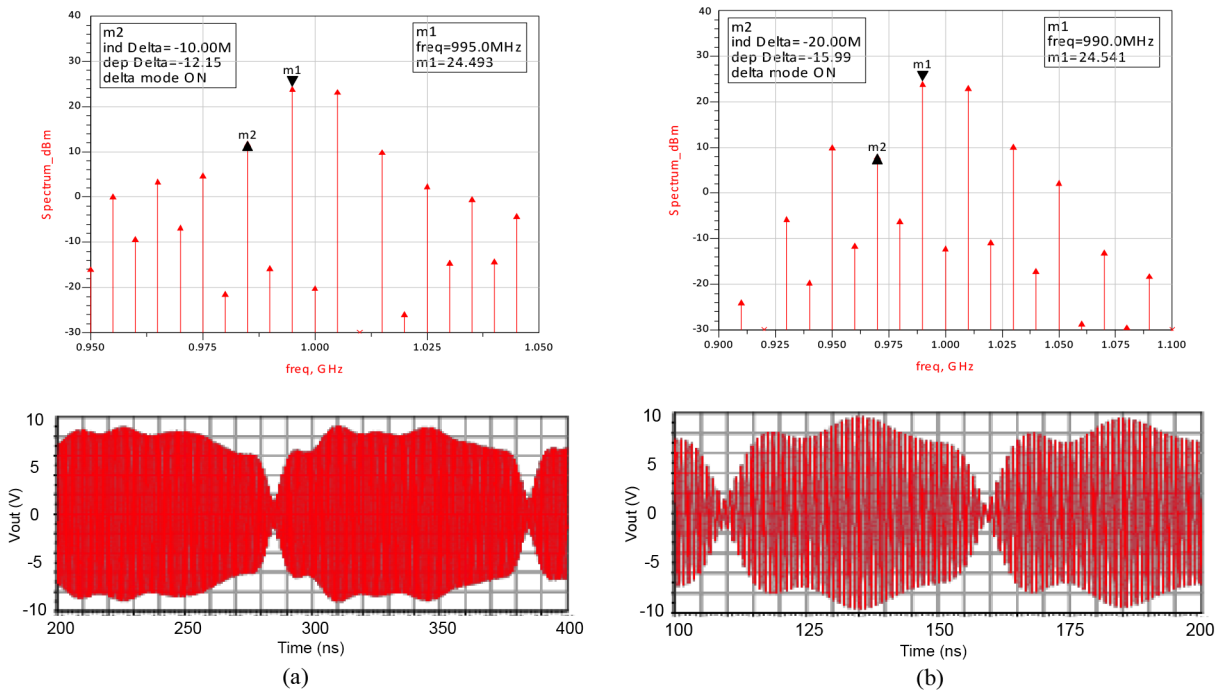 40
30
20
10
0
-10
-20
-30
Spectrum_dBm
m2
ind Delta= -10.00M
dep Delta=-12.15
delta mode ON
m1
freq=995.0MHz
m1=24.493
m1
m2
0.950
0.975
1.000
1.025
1.050
freq, GHz
40
30
20
10
0
-10
-20
-30
Spectrum_dBm
m2
ind Delta= -20.00M
dep Delta=-15.99
delta mode ON
m1
freq=990.0MHz
m1=24.541
m1
m2
0.900
0.925
0.950
0.975
1.000
1.025
1.050
1.075
1.100
freq, GHz
10
5
0
-5
-10
Vout (V)
200
250
300
350
400
Time (ns)
(a)
10
5
0
-5
-10
Vout (V)
100
125
150
175
200
Time (ns)
(b)